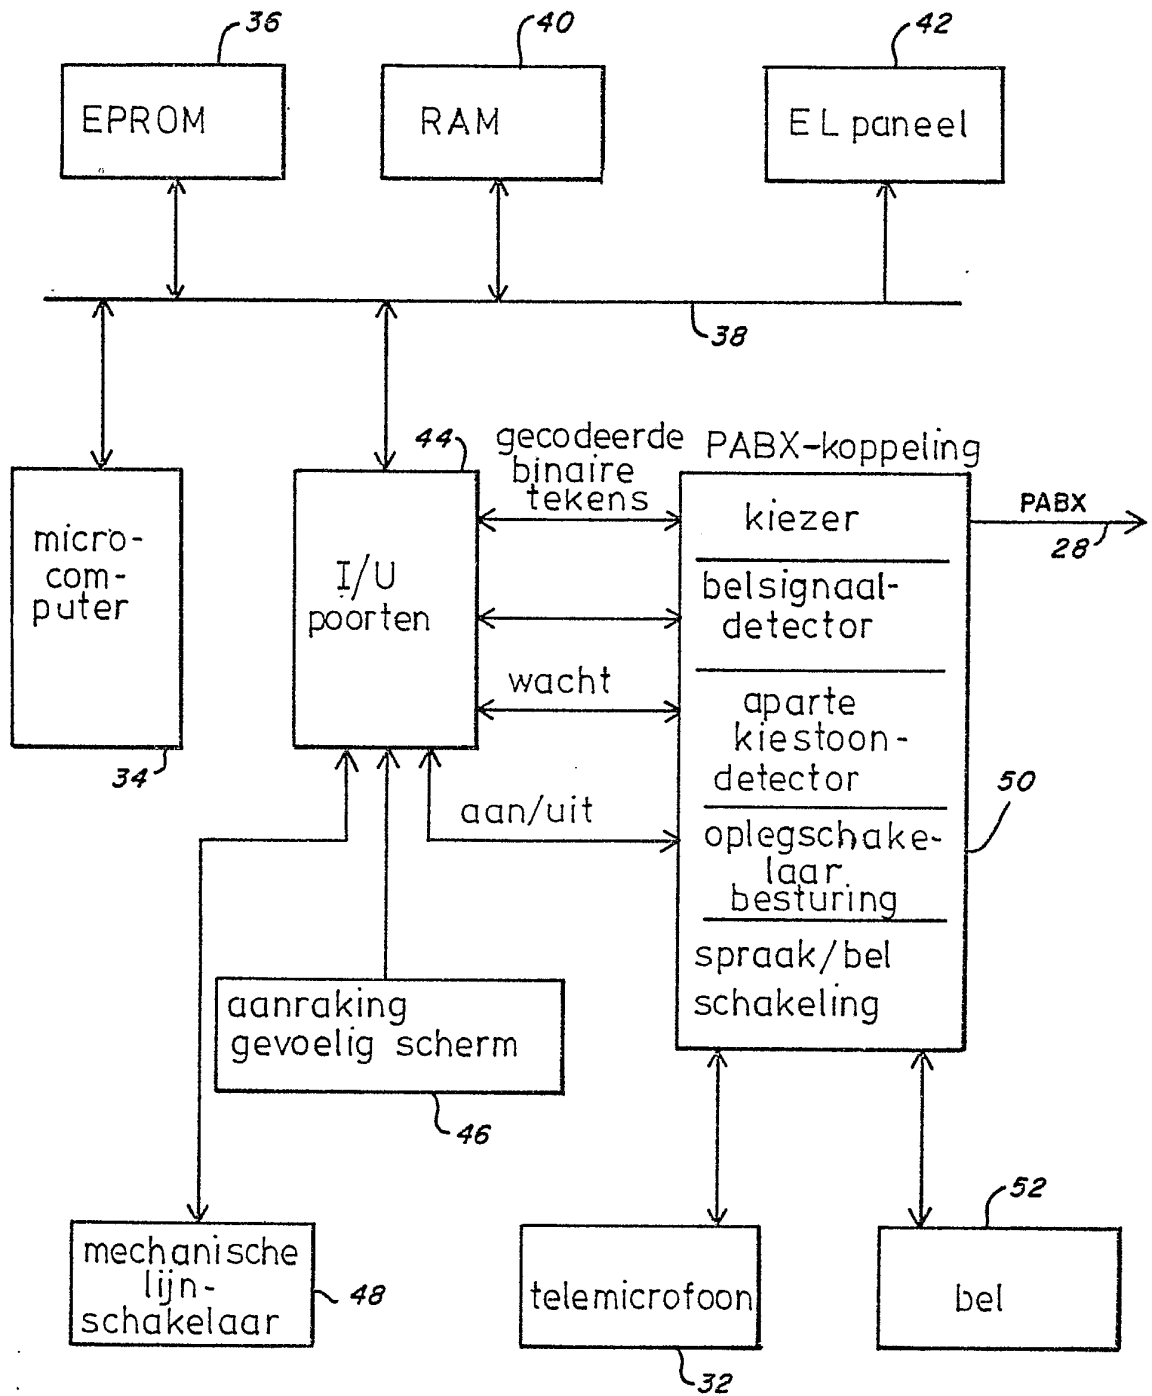 36
40
42
EPROM
RAM
EL paneel
38
44
gecodeerde
binaire
tekens
PABX-koppeling
micro-
com-
puter
34
I/U
poorten
kiezer
PABX
28
belsignaal-
detector
wacht
aparte
kiestoon-
detector
aan/uit
50
oplegschake-
laar
besturing
spraak/bel
schakeling
aanraking
gevoelig scherm
46
mechanische
lijn-
schakelaar
48
telemicrofoon
32
52
bel